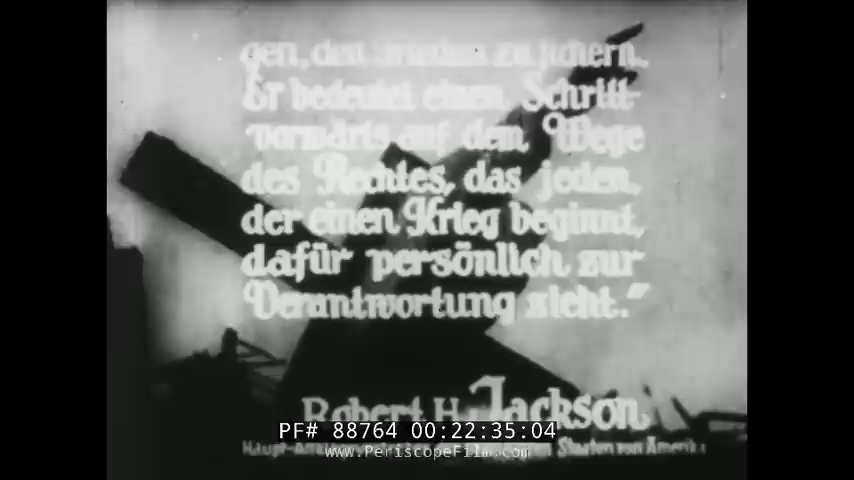 gen, den Frieden zu sichern.
Er bedeutet einen Schritt
vorwärts auf dem Wege
des Rechtes, das jeden,
der einen Krieg beginnt,
dafür persönlich zur
Verantwortung zieht."
Robert H. Jackson
PF# 88764 00:22:35:04
Staaten von Amerika
www.PeriscopeFilm.com